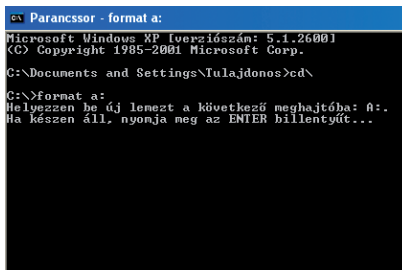 Parancssor - format a:
Microsoft Windows XP [verziószám: 5.1.2600]
(C) Copyright 1985-2001 Microsoft Corp.
C:\Documents and Settings\Tulajdonos>cd\
C:\>format a:
Helyezzen be új lemezt a következő meghajtóba: A:.
Ha készen áll, nyomja meg az ENTER billentyűt...